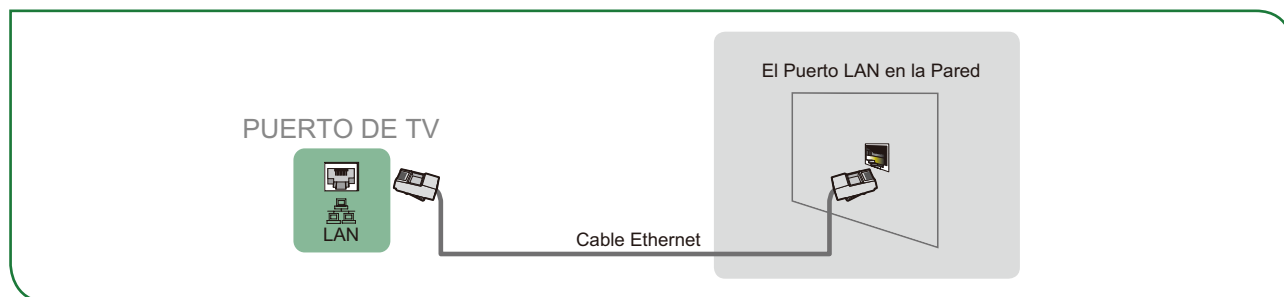 El Puerto LAN en la Pared
PUERTO DE TV
LAN
Cable Ethernet